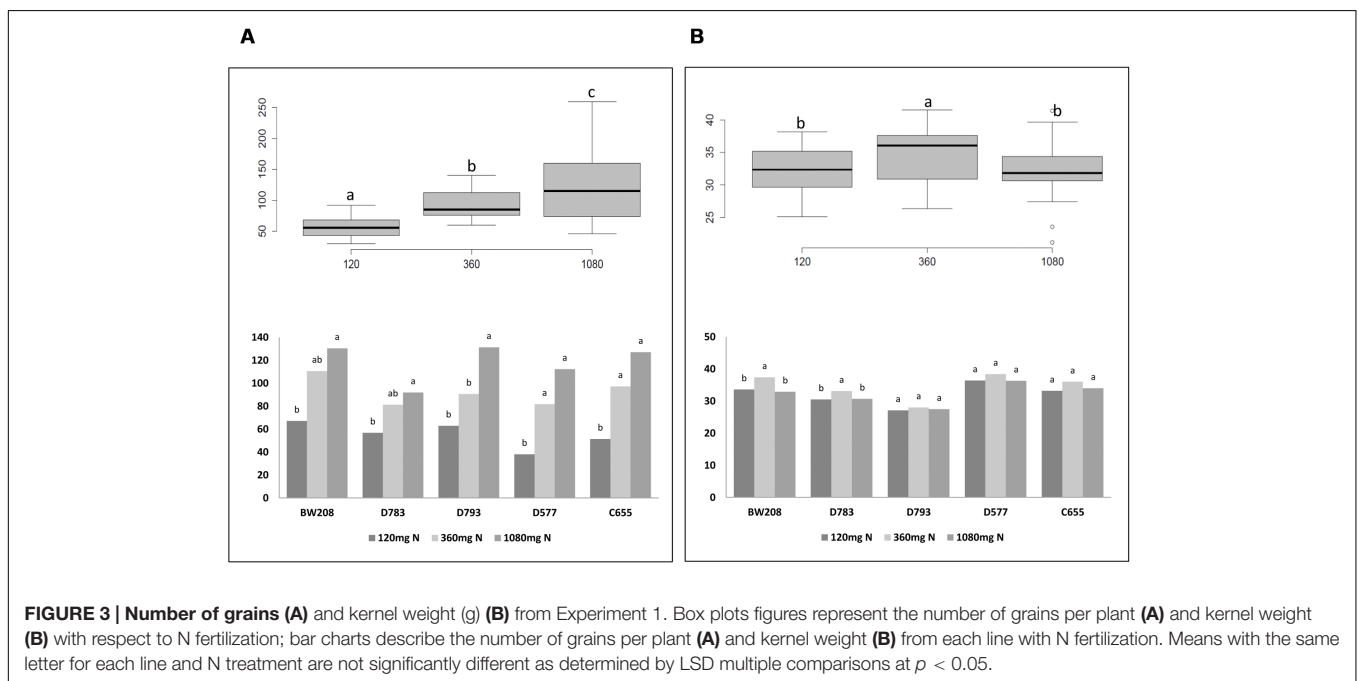 A
B
c
b
a
250
200
150
100
50
120 360 1080
a
b
b
40
35
30
25
120 360 1080
140
120
100
80
60
40
20
0
b ab a b ab a b b a b a a b a a
BW208 D783 D793 D577 C655
120mg N 360mg N 1080mg N
50
40
30
20
10
0
b a b b a b a a a a a a a a a
BW208 D783 D793 D577 C655
120mg N 360mg N 1080mg N
FIGURE 3 | Number of grains (A) and kernel weight (g) (B) from Experiment 1. Box plots figures represent the number of grains per plant (A) and kernel weight
(B) with respect to N fertilization; bar charts describe the number of grains per plant (A) and kernel weight (B) from each line with N fertilization. Means with the same
letter for each line and N treatment are not significantly different as determined by LSD multiple comparisons at p < 0.05.